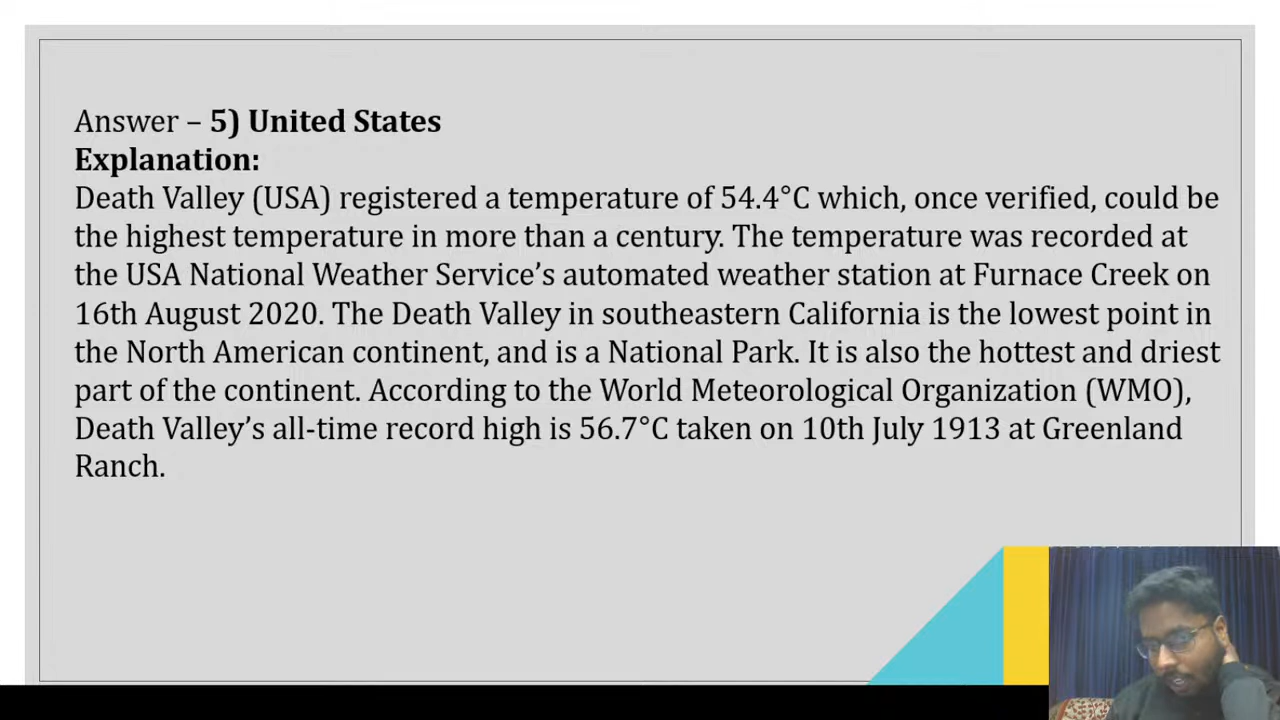 Answer – 5) United States
Explanation:
Death Valley (USA) registered a temperature of 54.4°C which, once verified, could be
the highest temperature in more than a century. The temperature was recorded at
the USA National Weather Service’s automated weather station at Furnace Creek on
16th August 2020. The Death Valley in southeastern California is the lowest point in
the North American continent, and is a National Park. It is also the hottest and driest
part of the continent. According to the World Meteorological Organization (WMO),
Death Valley’s all-time record high is 56.7°C taken on 10th July 1913 at Greenland
Ranch.